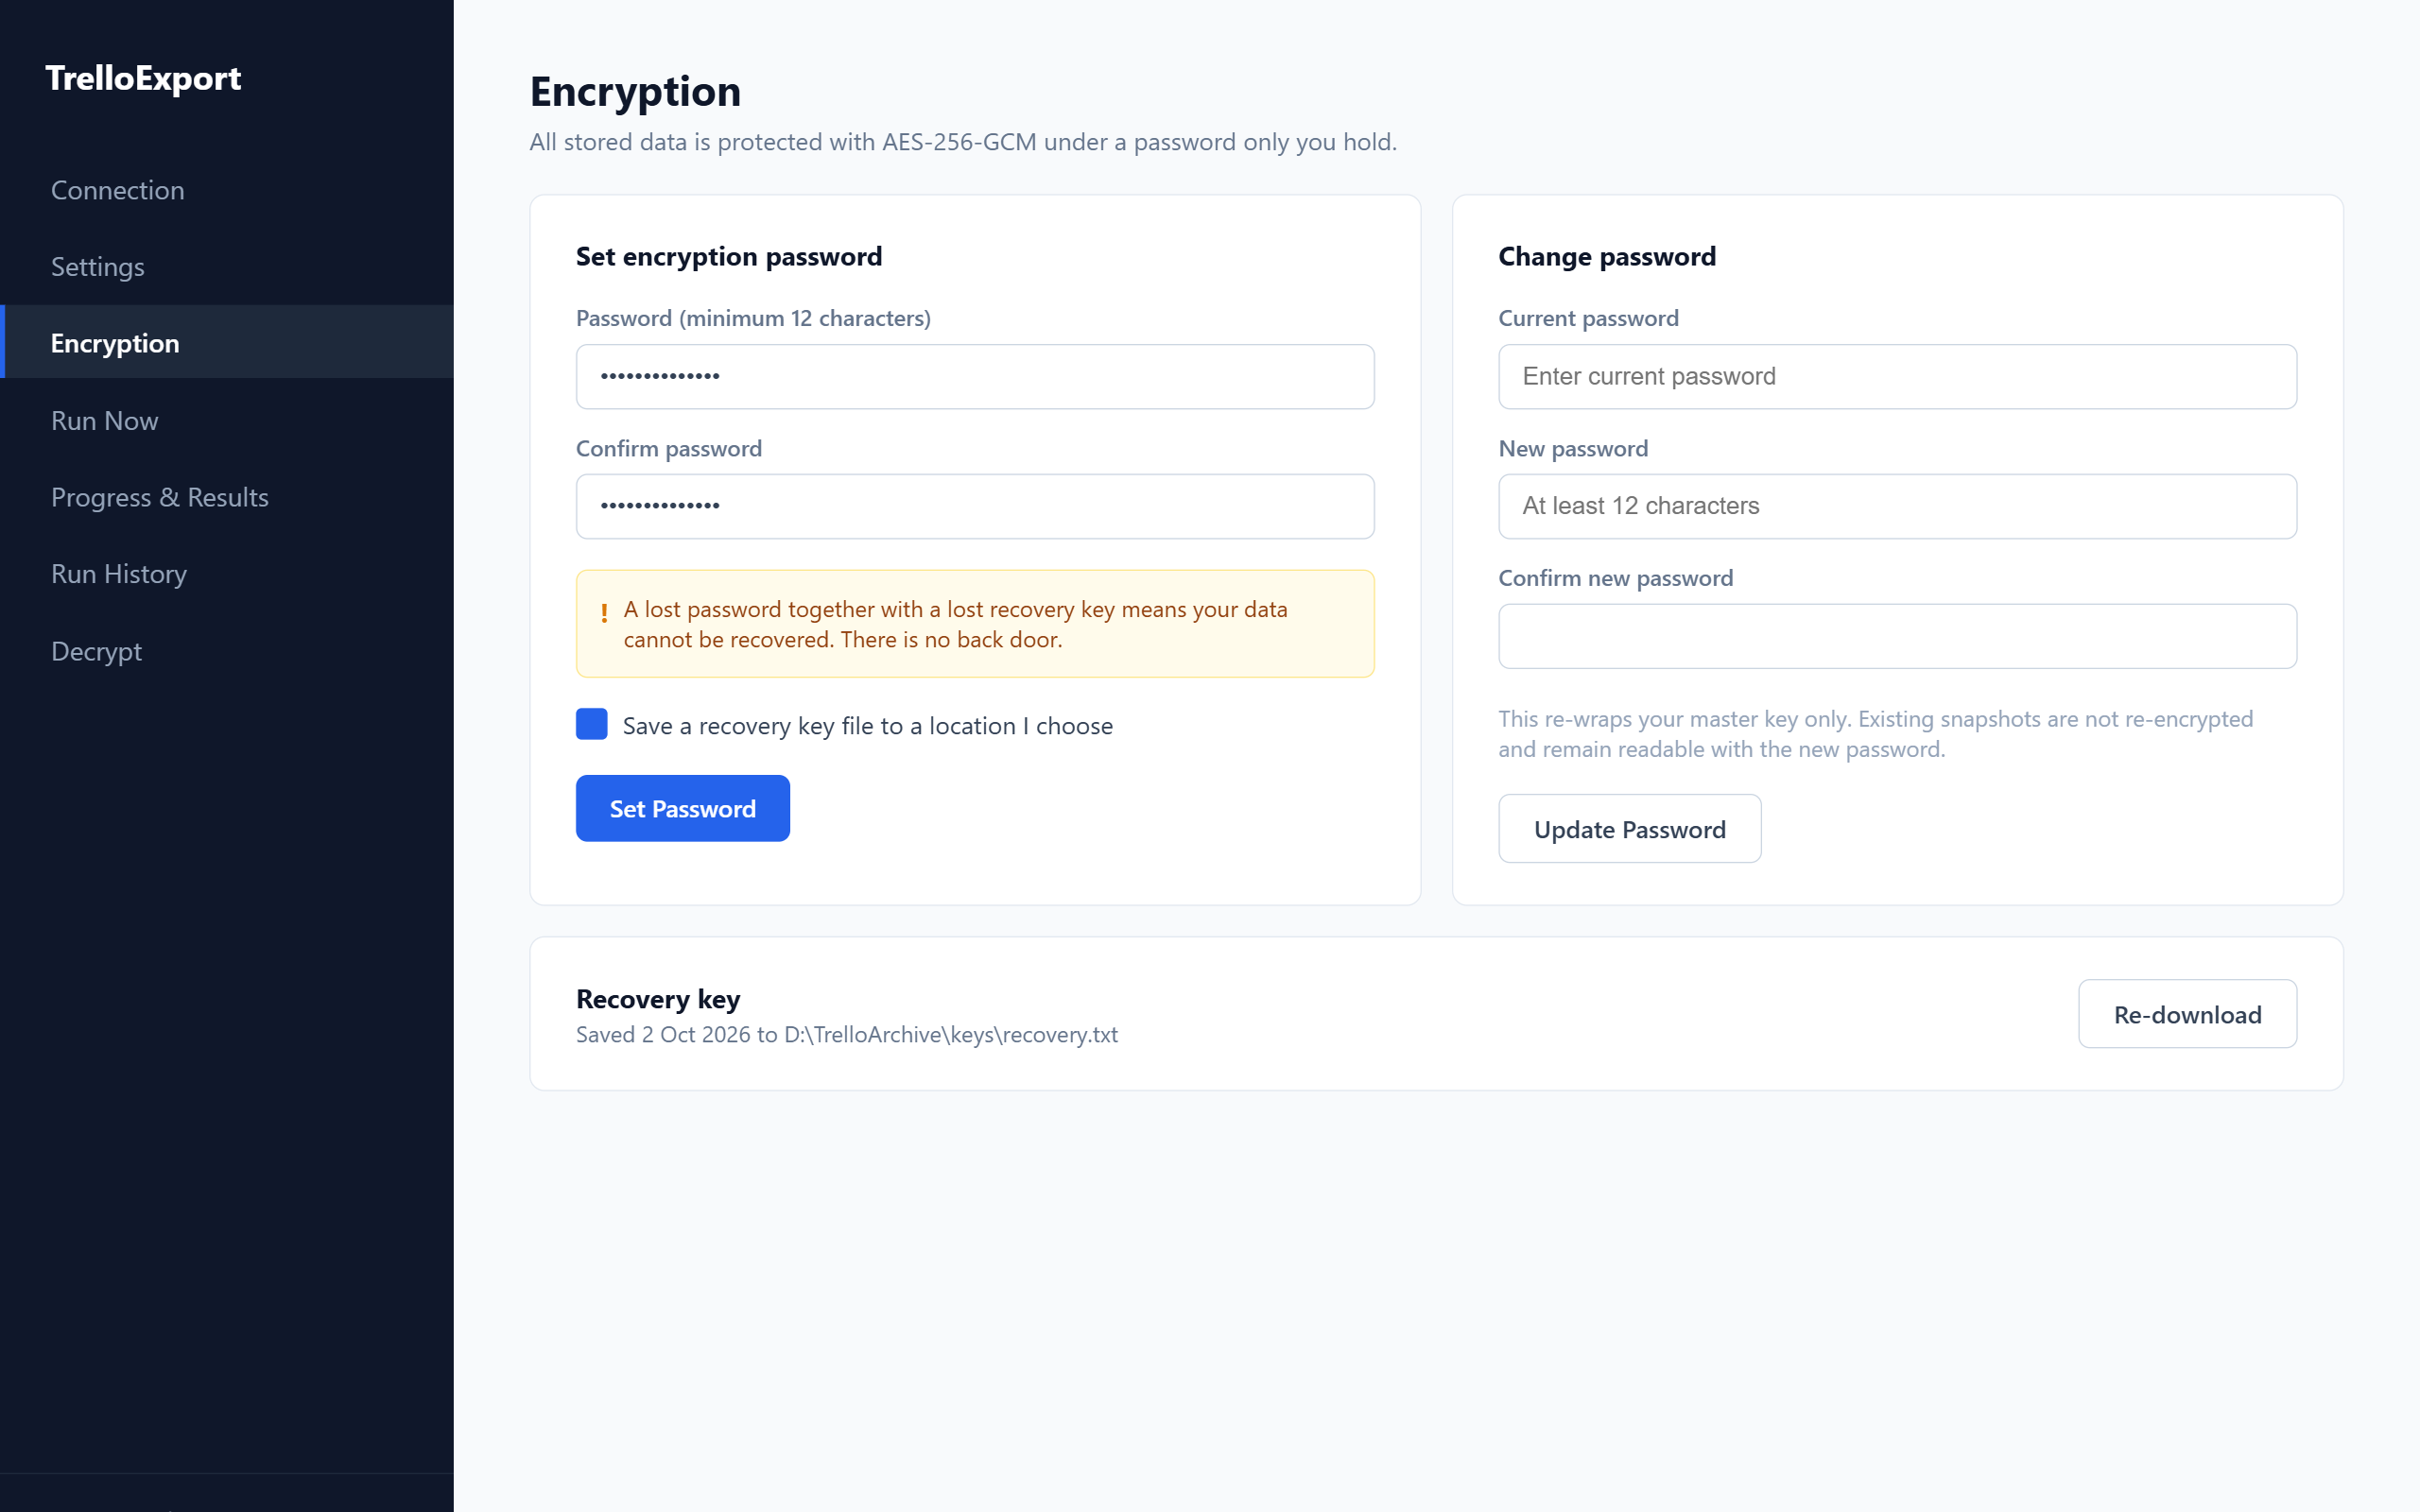 TrelloExport
Connection
Settings
Encryption
Run Now
Progress & Results
Run History
Decrypt
Encryption
All stored data is protected with AES-256-GCM under a password only you hold.
Set encryption password
Password (minimum 12 characters)
••••••••••••••
Confirm password
••••••••••••••
! A lost password together with a lost recovery key means your data
cannot be recovered. There is no back door.
Save a recovery key file to a location I choose
Set Password
Change password
Current password
Enter current password
New password
At least 12 characters
Confirm new password
This re-wraps your master key only. Existing snapshots are not re-encrypted
and remain readable with the new password.
Update Password
Recovery key
Saved 2 Oct 2026 to D:\TrelloArchive\keys\recovery.txt
Re-download